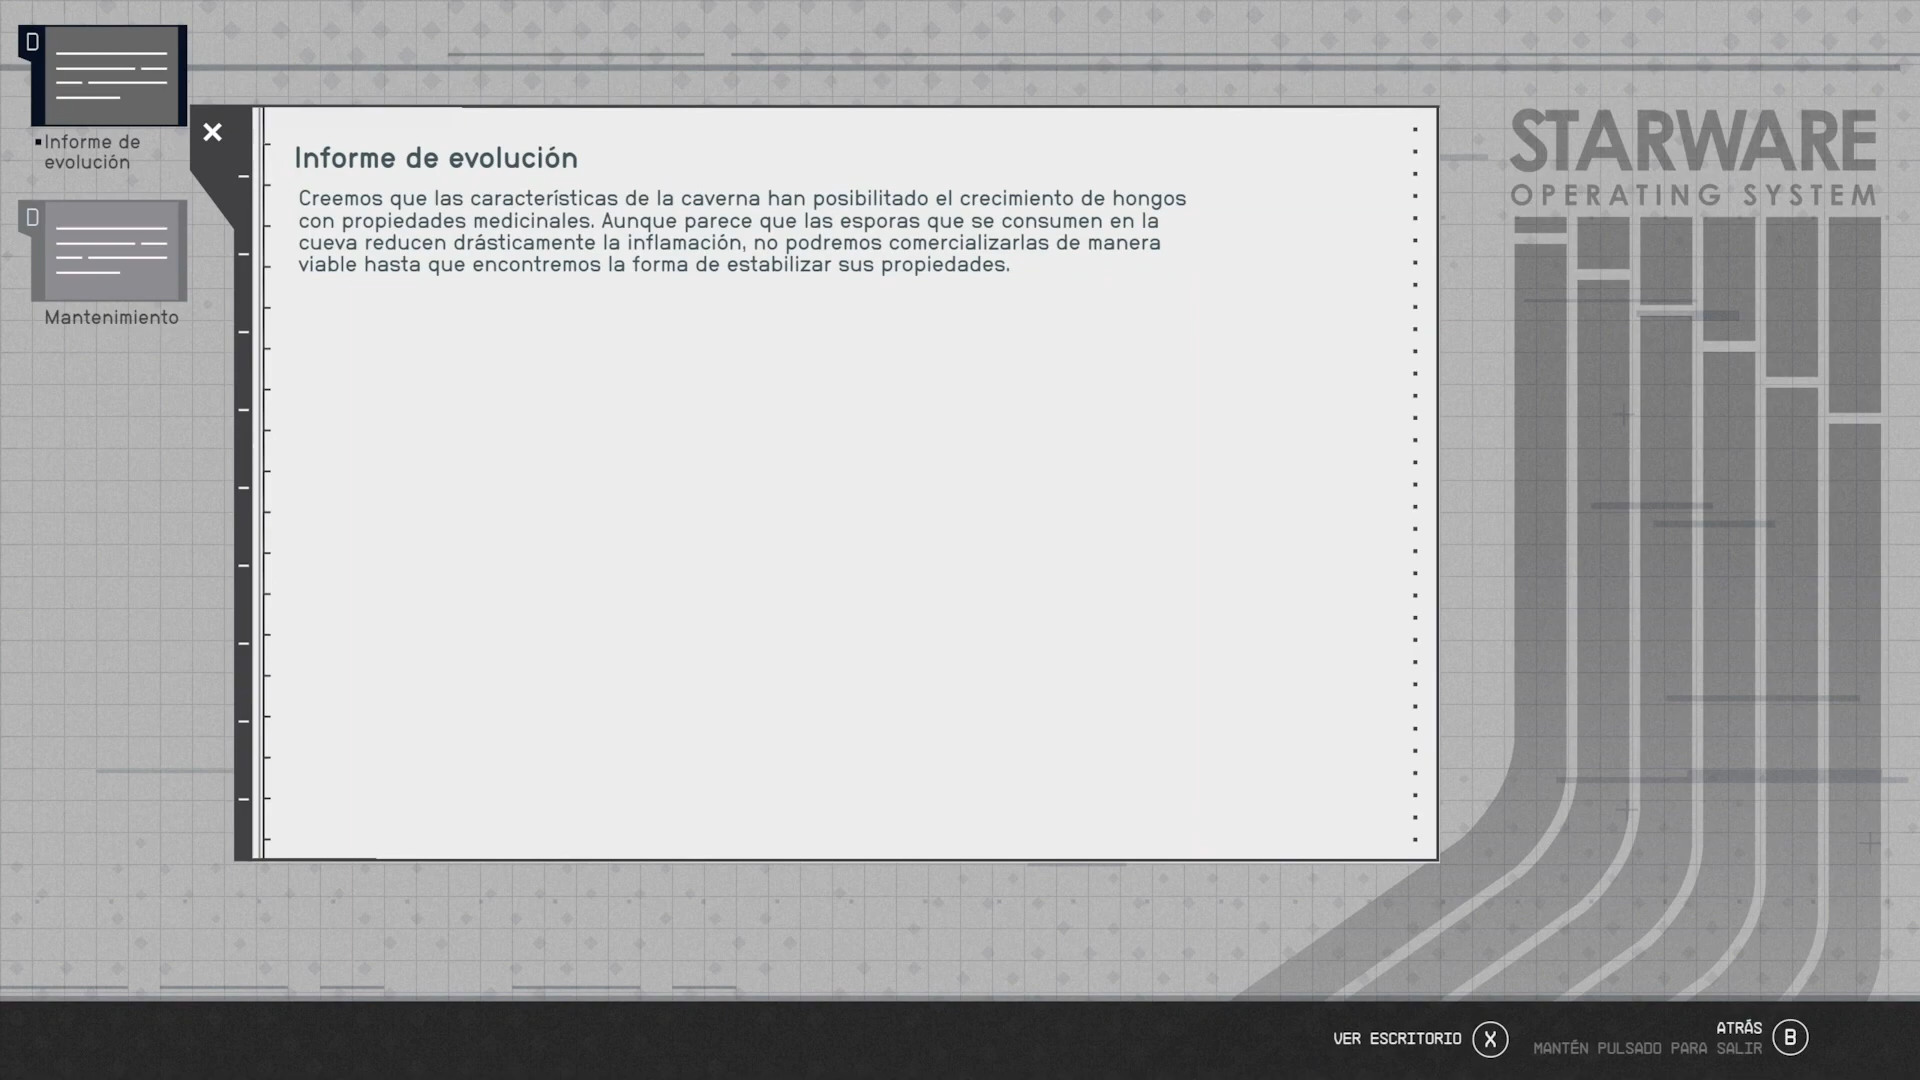 Informe de
evolución
Mantenimiento
Informe de evolución
Creemos que las características de la caverna han posibilitado el crecimiento de hongos
con propiedades medicinales. Aunque parece que las esporas que se consumen en la
cueva reducen drásticamente la inflamación, no podremos comercializarlas de manera
viable hasta que encontremos la forma de estabilizar sus propiedades.
STARWARE
OPERATING SYSTEM
VER ESCRITORIO X
ATRÁS B
MANTÉN PULSADO PARA SALIR